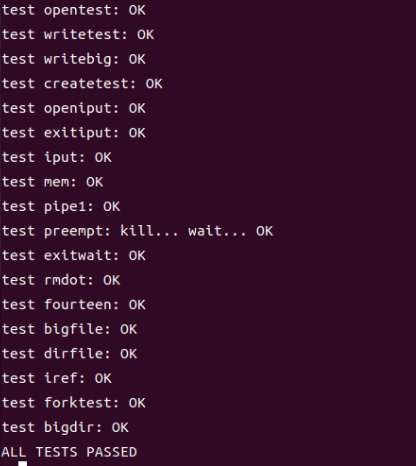 test opentest: OK
test writetest: OK
test writebig: OK
test createtest: OK
test openiput: OK
test exitiput: OK
test iput: OK
test mem: OK
test pipe1: OK
test preempt: kill... wait... OK
test exitwait: OK
test rmdot: OK
test fourteen: OK
test bigfile: OK
test dirfile: OK
test iref: OK
test forktest: OK
test bigdir: OK
ALL TESTS PASSED